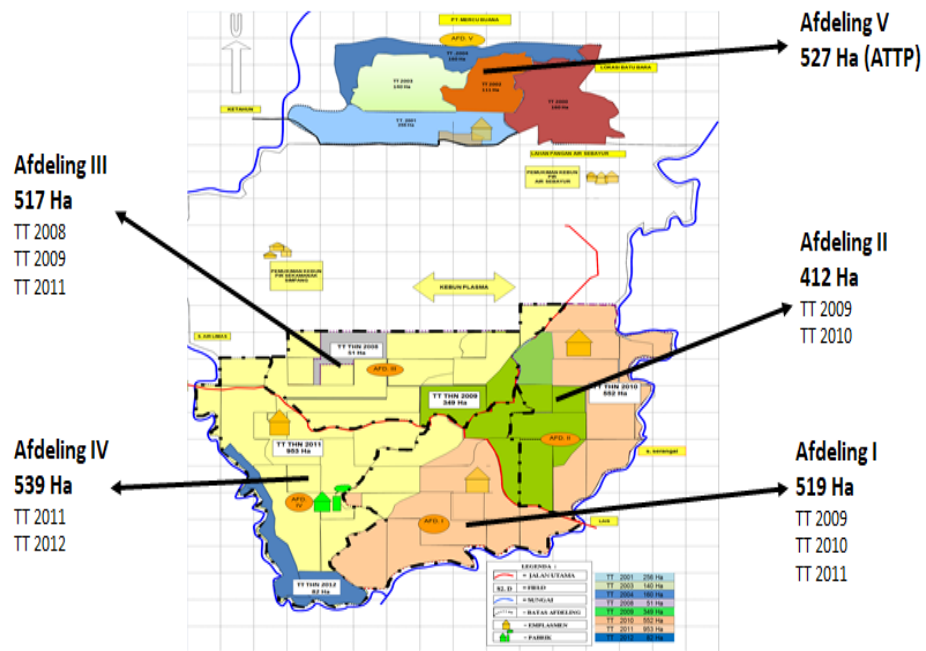 U
PT. MERCU BUANA
AFD. V
Afdeling V
527 Ha (ATTP)
TT 2003
140 Ha
LOKASI BATU BARA
KETAHUN
TT 2001
LAHAN PANGAN AIR SEBAYUR
PEMUKIMAN KEBUN
PIR
AIR SEBAYUR
Afdeling III
517 Ha
TT 2008
TT 2009
TT 2011
Afdeling II
412 Ha
TT 2009
TT 2010
PEMUKIMAN KEBUN
KEBUN PLASMA
S. AIR LIMAS
TT THN 2008
51 Ha
AFD. III
TT THN 2009
349 Ha
TT THN 2010
552 Ha
TT THN 2011
953 Ha
AFD. II
Afdeling IV
539 Ha
TT 2011
TT 2012
Afdeling I
519 Ha
TT 2009
TT 2010
TT 2011
AFD.
IV
AFD. I
TT THN 2012
82 Ha
LEGENDA :
= JALAN UTAMA
52. D = FIELD
= SUNGAI
= BATAS AFDELING
= EMPLASMEN
= PABRIK
TT 2001 256 Ha
TT 2003 140 Ha
TT 2004 160 Ha
TT 2008 51 Ha
TT 2009 349 Ha
TT 2010 552 Ha
TT 2011 953 Ha
TT 2012 82 Ha